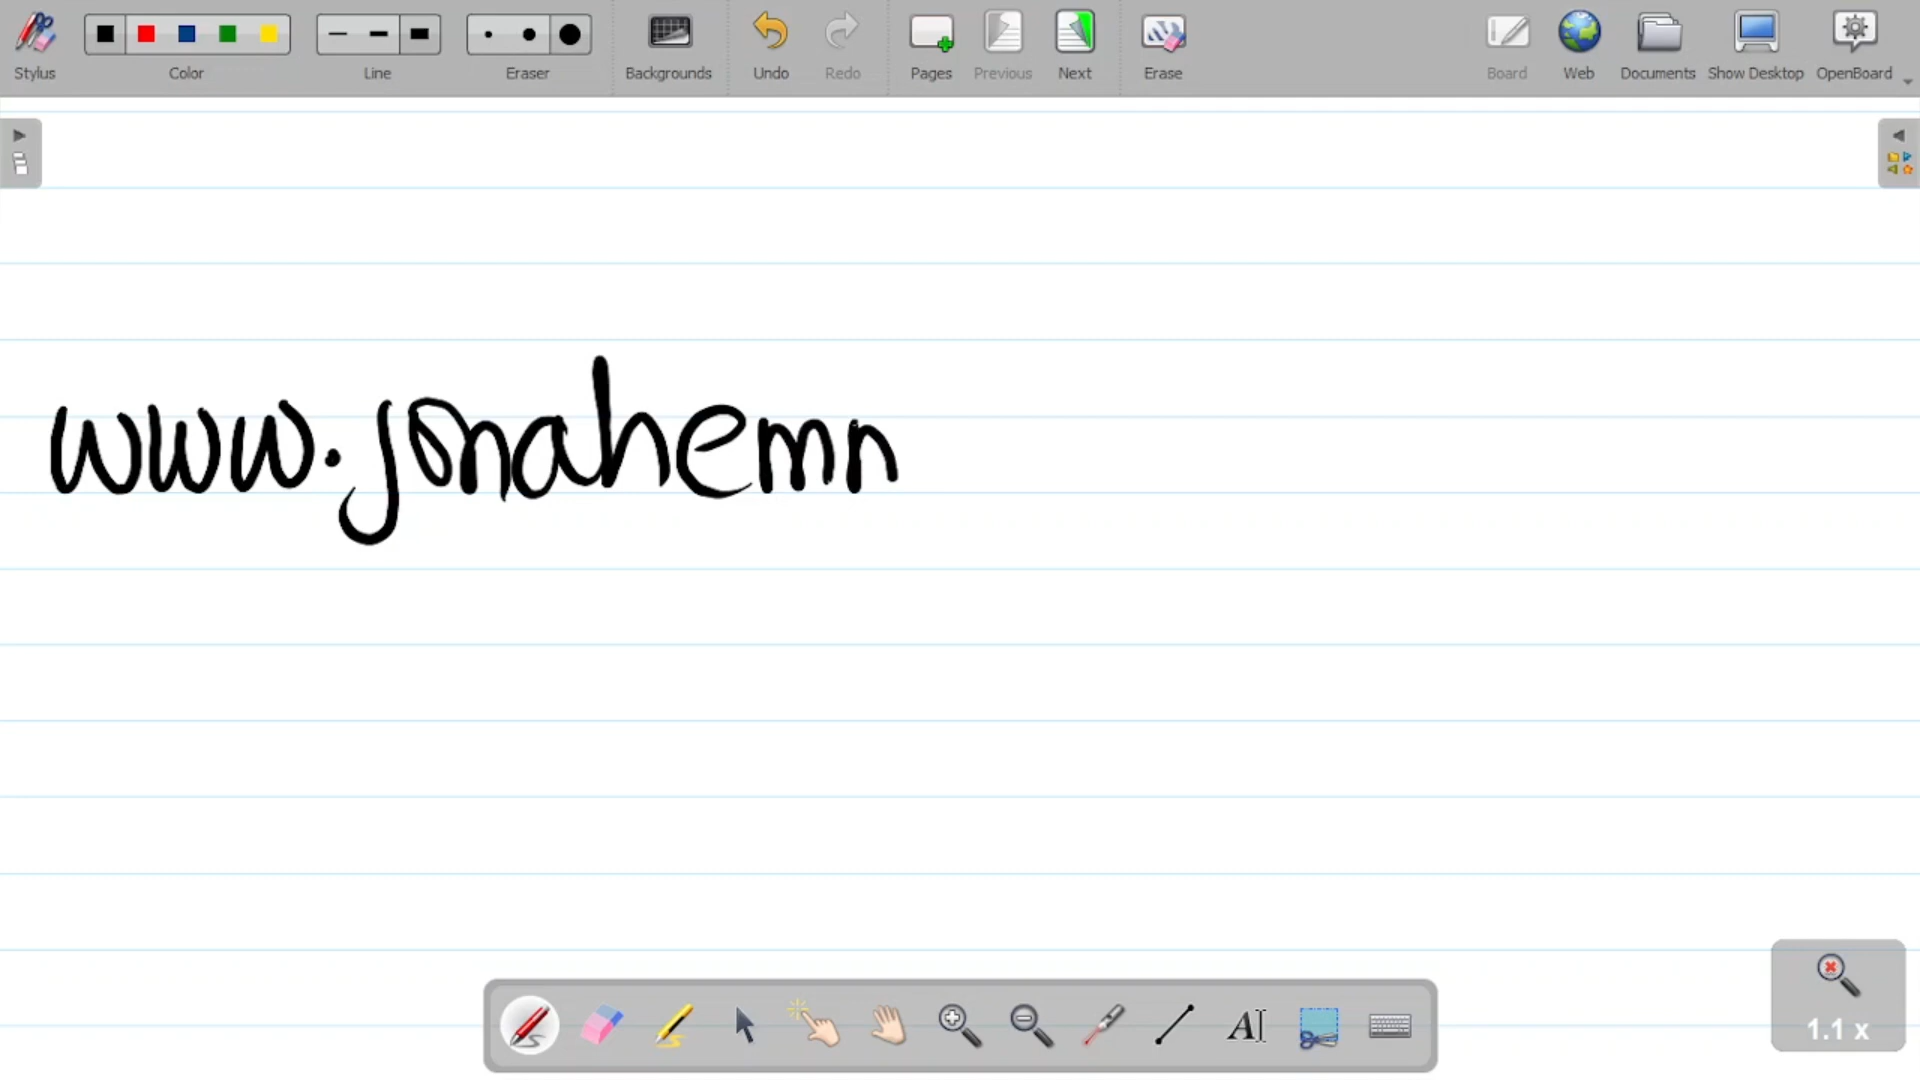 Stylus Color Line Eraser Backgrounds Undo Redo Pages Previous Next Erase Board Web Documents Show Desktop OpenBoard
www.jonahemn
1.1 x